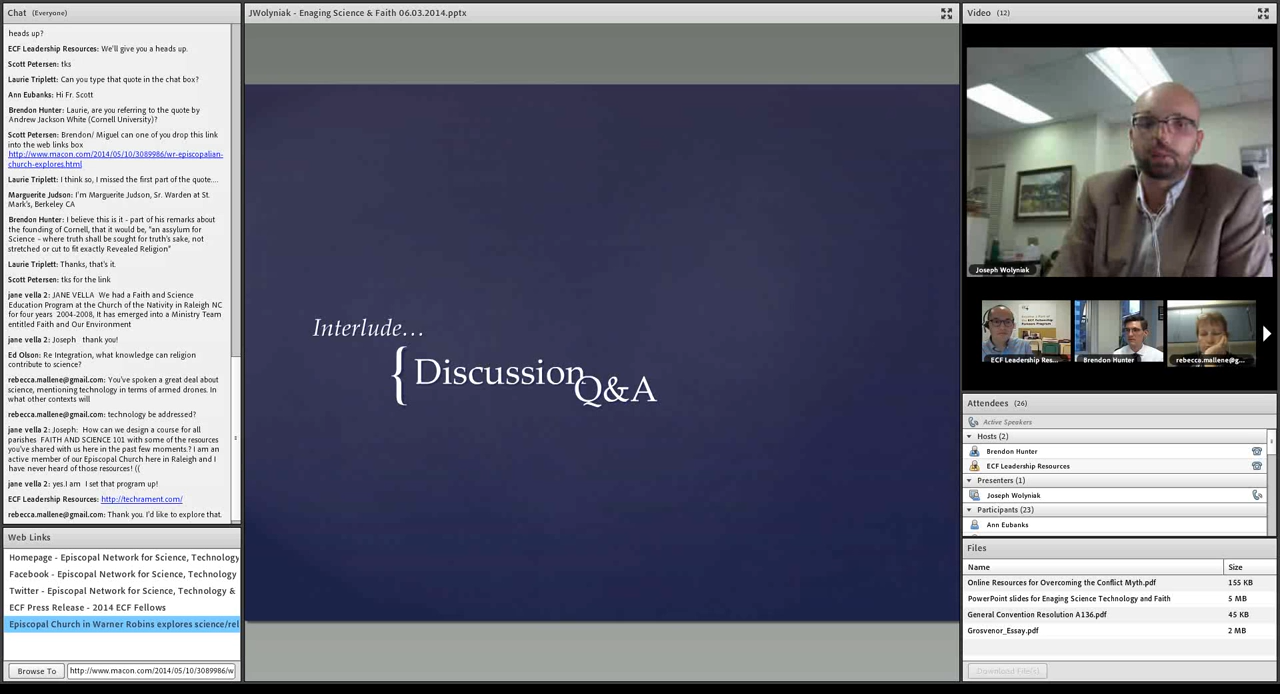 Chat (Everyone)
heads up?
ECF Leadership Resources: We'll give you a heads up.
Scott Petersen: tks
Laurie Triplett: Can you type that quote in the chat box?
Ann Eubanks: Hi Fr. Scott
Brendon Hunter: Laurie, are you referring to the quote by
Andrew Jackson White (Cornell University)?
Scott Petersen: Brendon/ Miguel can one of you drop this link
into the web links box
http://www.macon.com/2014/05/10/3089986/wr-episcopalian-
church-explores.html
Laurie Triplett: I think so, I missed the first part of the quote....
Marguerite Judson: I'm Marguerite Judson, Sr. Warden at St.
Mark's, Berkeley CA
Brendon Hunter: I believe this is it - part of his remarks about
the founding of Cornell, that it would be, "an assylum for
Science – where truth shall be sought for truth's sake, not
stretched or cut to fit exactly Revealed Religion"
Laurie Triplett: Thanks, that's it.
Scott Petersen: tks for the link
jane vella 2: JANE VELLA We had a Faith and Science
Education Program at the Church of the Nativity in Raleigh NC
for four years 2004-2008, It has emerged into a Ministry Team
entitled Faith and Our Environment
jane vella 2: Joseph thank you!
Ed Olson: Re Integration, what knowledge can religion
contribute to science?
rebecca.mallene@gmail.com: You've spoken a great deal about
science, mentioning technology in terms of armed drones. In
what other contexts will
rebecca.mallene@gmail.com: technology be addressed?
jane vella 2: Joseph: How can we design a course for all
parishes FAITH AND SCIENCE 101 with some of the resources
you've shared with us here in the past few moments.? I am an
active member of our Episcopal Church here in Raleigh and I
have never heard of those resources! ((
jane vella 2: yes.I am I set that program up!
ECF Leadership Resources: http://techrament.com/
rebecca.mallene@gmail.com: Thank you. I'd like to explore that.
Web Links
Homepage - Episcopal Network for Science, Technology
Facebook - Episcopal Network for Science, Technology
Twitter - Episcopal Network for Science, Technology &
ECF Press Release - 2014 ECF Fellows
Episcopal Church in Warner Robins explores science/rel
Browse To
http://www.macon.com/2014/05/10/3089986/w
JWolyniak - Enaging Science & Faith 06.03.2014.pptx
Interlude...
{ Discussion
Q&A
Video (12)
Joseph Wolyniak
ECF Leadership Res...
Brendon Hunter
rebecca.mallene@g...
Attendees (26)
Active Speakers
Hosts (2)
Brendon Hunter
ECF Leadership Resources
Presenters (1)
Joseph Wolyniak
Participants (23)
Ann Eubanks
Files
Name Size
Online Resources for Overcoming the Conflict Myth.pdf 155 KB
PowerPoint slides for Enaging Science Technology and Faith 5 MB
General Convention Resolution A136.pdf 45 KB
Grosvenor_Essay.pdf 2 MB
Download File(s)